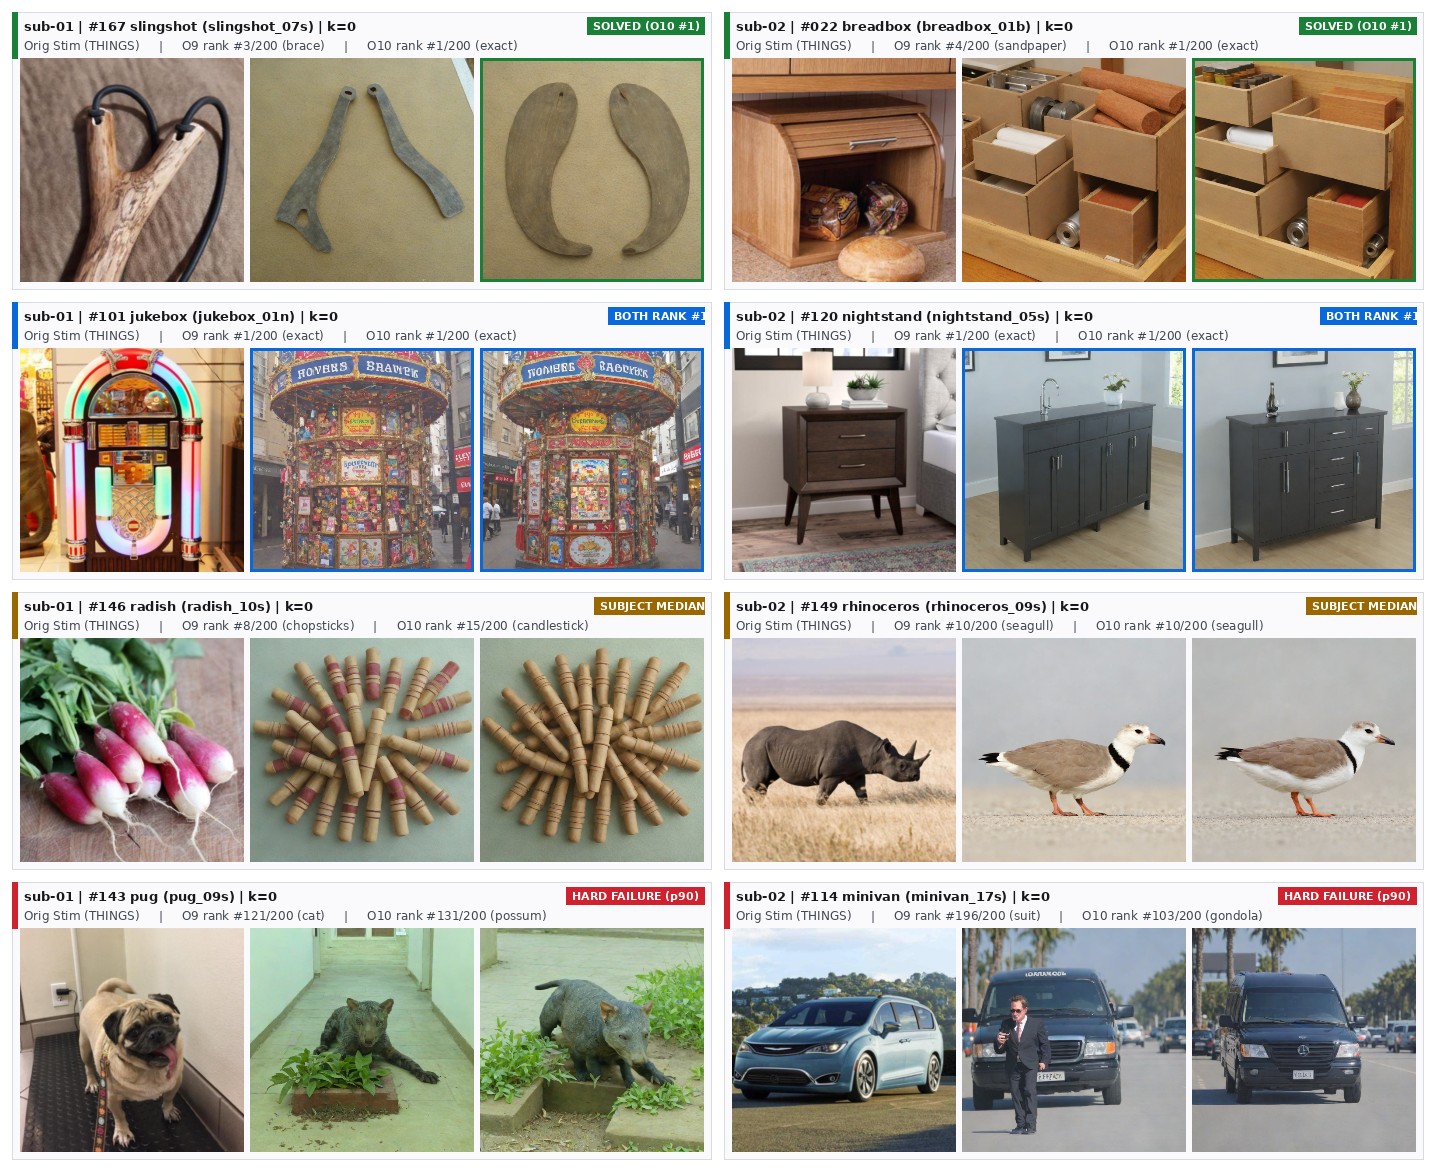 sub-01 | #167 slingshot (slingshot_07s) | k=0
SOLVED (O10 #1)
Orig Stim (THINGS) | O9 rank #3/200 (brace) | O10 rank #1/200 (exact)
sub-02 | #022 breadbox (breadbox_01b) | k=0
SOLVED (O10 #1)
Orig Stim (THINGS) | O9 rank #4/200 (sandpaper) | O10 rank #1/200 (exact)
sub-01 | #101 jukebox (jukebox_01n) | k=0
BOTH RANK #1
Orig Stim (THINGS) | O9 rank #1/200 (exact) | O10 rank #1/200 (exact)
sub-02 | #120 nightstand (nightstand_05s) | k=0
BOTH RANK #1
Orig Stim (THINGS) | O9 rank #1/200 (exact) | O10 rank #1/200 (exact)
sub-01 | #146 radish (radish_10s) | k=0
SUBJECT MEDIAN
Orig Stim (THINGS) | O9 rank #8/200 (chopsticks) | O10 rank #15/200 (candlestick)
sub-02 | #149 rhinoceros (rhinoceros_09s) | k=0
SUBJECT MEDIAN
Orig Stim (THINGS) | O9 rank #10/200 (seagull) | O10 rank #10/200 (seagull)
sub-01 | #143 pug (pug_09s) | k=0
HARD FAILURE (p90)
Orig Stim (THINGS) | O9 rank #121/200 (cat) | O10 rank #131/200 (possum)
sub-02 | #114 minivan (minivan_17s) | k=0
HARD FAILURE (p90)
Orig Stim (THINGS) | O9 rank #196/200 (suit) | O10 rank #103/200 (gondola)